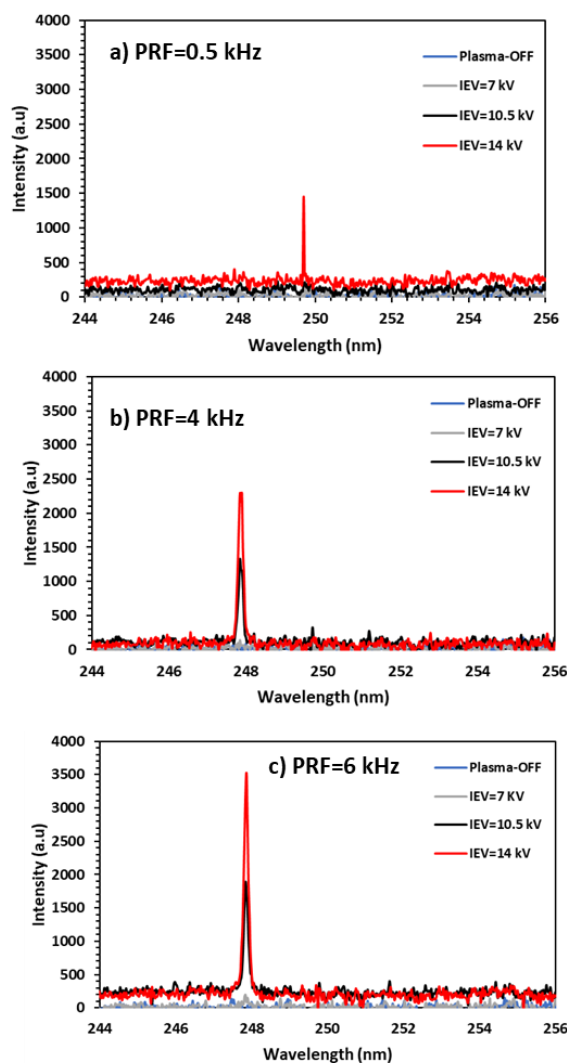 4000
3500
3000
2500
2000
1500
1000
500
0
Intensity (a.u)
a) PRF=0.5 kHz
Plasma-OFF
IEV=7 kV
IEV=10.5 kV
IEV=14 kV
244 246 248 250 252 254 256
Wavelength (nm)
4000
3500
3000
2500
2000
1500
1000
500
0
Intensity (a.u)
b) PRF=4 kHz
Plasma-OFF
IEV=7 kV
IEV=10.5 kV
IEV=14 kV
244 246 248 250 252 254 256
Wavelength (nm)
4000
3500
3000
2500
2000
1500
1000
500
0
Intensity (a.u)
c) PRF=6 kHz
Plasma-OFF
IEV=7 KV
IEV=10.5 kV
IEV=14 kV
244 246 248 250 252 254 256
Wavelength (nm)